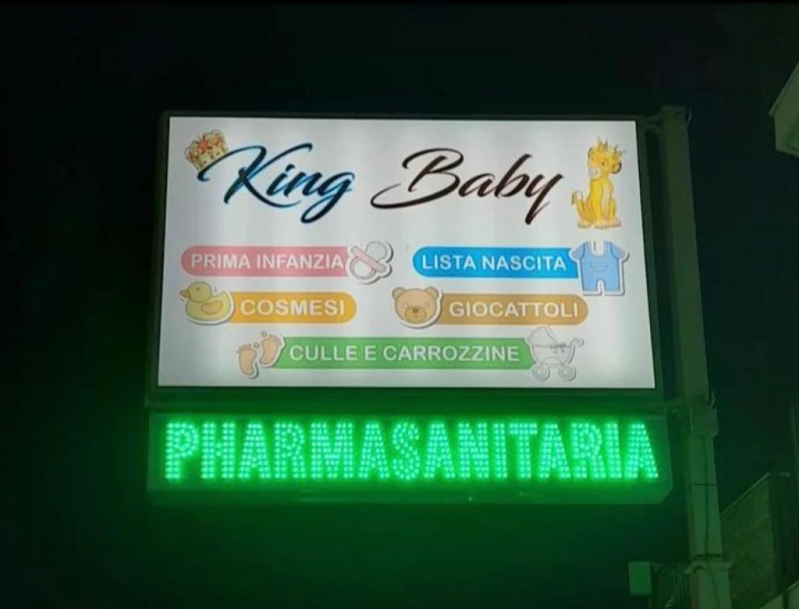 King Baby
PRIMA INFANZIA LISTA NASCITA
COSMESI GIOCATTOLI
CULLE E CARROZZINE
PHARMASANITARIA